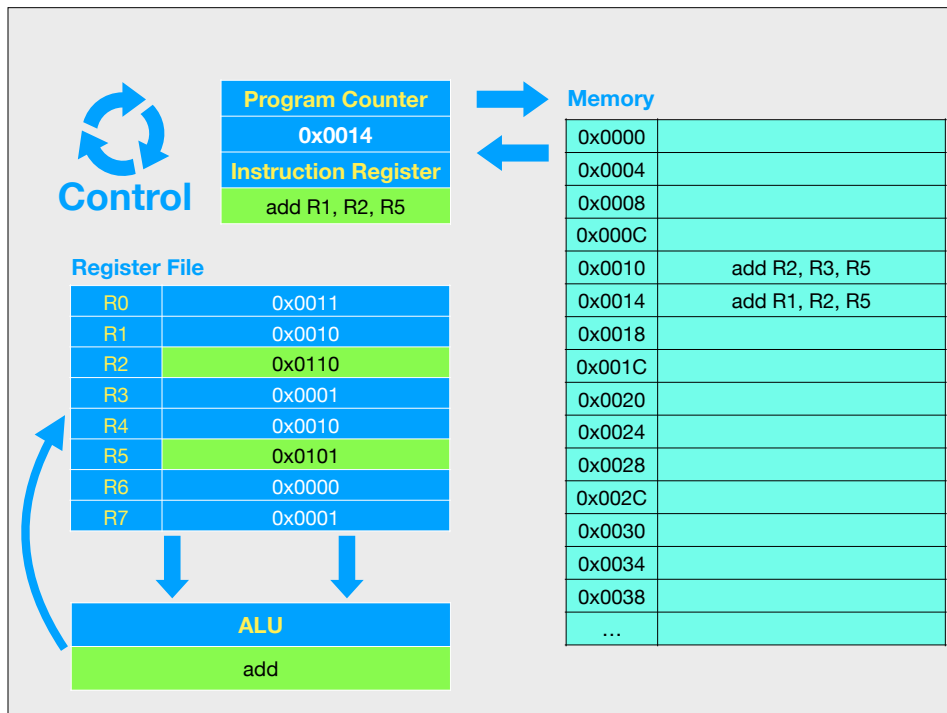 Program Counter
0x0014
Instruction Register
add R1, R2, R5
Control
Register File
R0 0x0011
R1 0x0010
R2 0x0110
R3 0x0001
R4 0x0010
R5 0x0101
R6 0x0000
R7 0x0001
ALU
add
Memory
0x0000
0x0004
0x0008
0x000C
0x0010 add R2, R3, R5
0x0014 add R1, R2, R5
0x0018
0x001C
0x0020
0x0024
0x0028
0x002C
0x0030
0x0034
0x0038
…